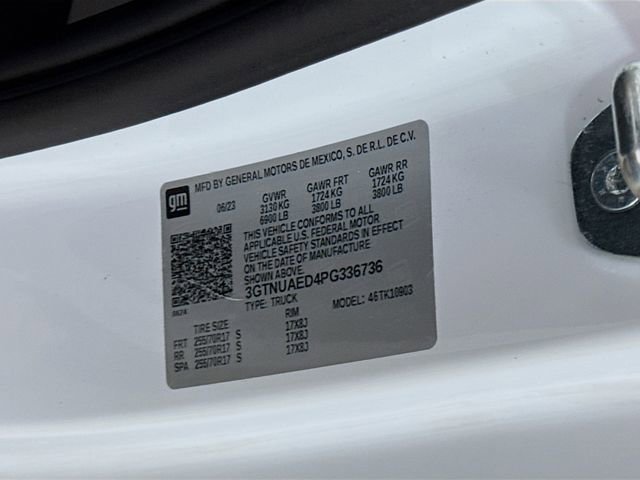 gm
MFD BY GENERAL MOTORS DE MEXICO, S. DE R.L. DE C.V.
06/23 GVWR GAWR FRT GAWR RR
3130 KG 1724 KG 1724 KG
6900 LB 3800 LB 3800 LB
THIS VEHICLE CONFORMS TO ALL
APPLICABLE U.S. FEDERAL MOTOR
VEHICLE SAFETY STANDARDS IN EFFECT
ON THE DATE OF MANUFACTURE
SHOWN ABOVE.
3GTNUAED4PG336736
TYPE: TRUCK MODEL: 46TK10903
TIRE SIZE RIM
FRT 255/70R17 S 17X8J
RR 255/70R17 S 17X8J
SPA 255/70R17 S 17X8J